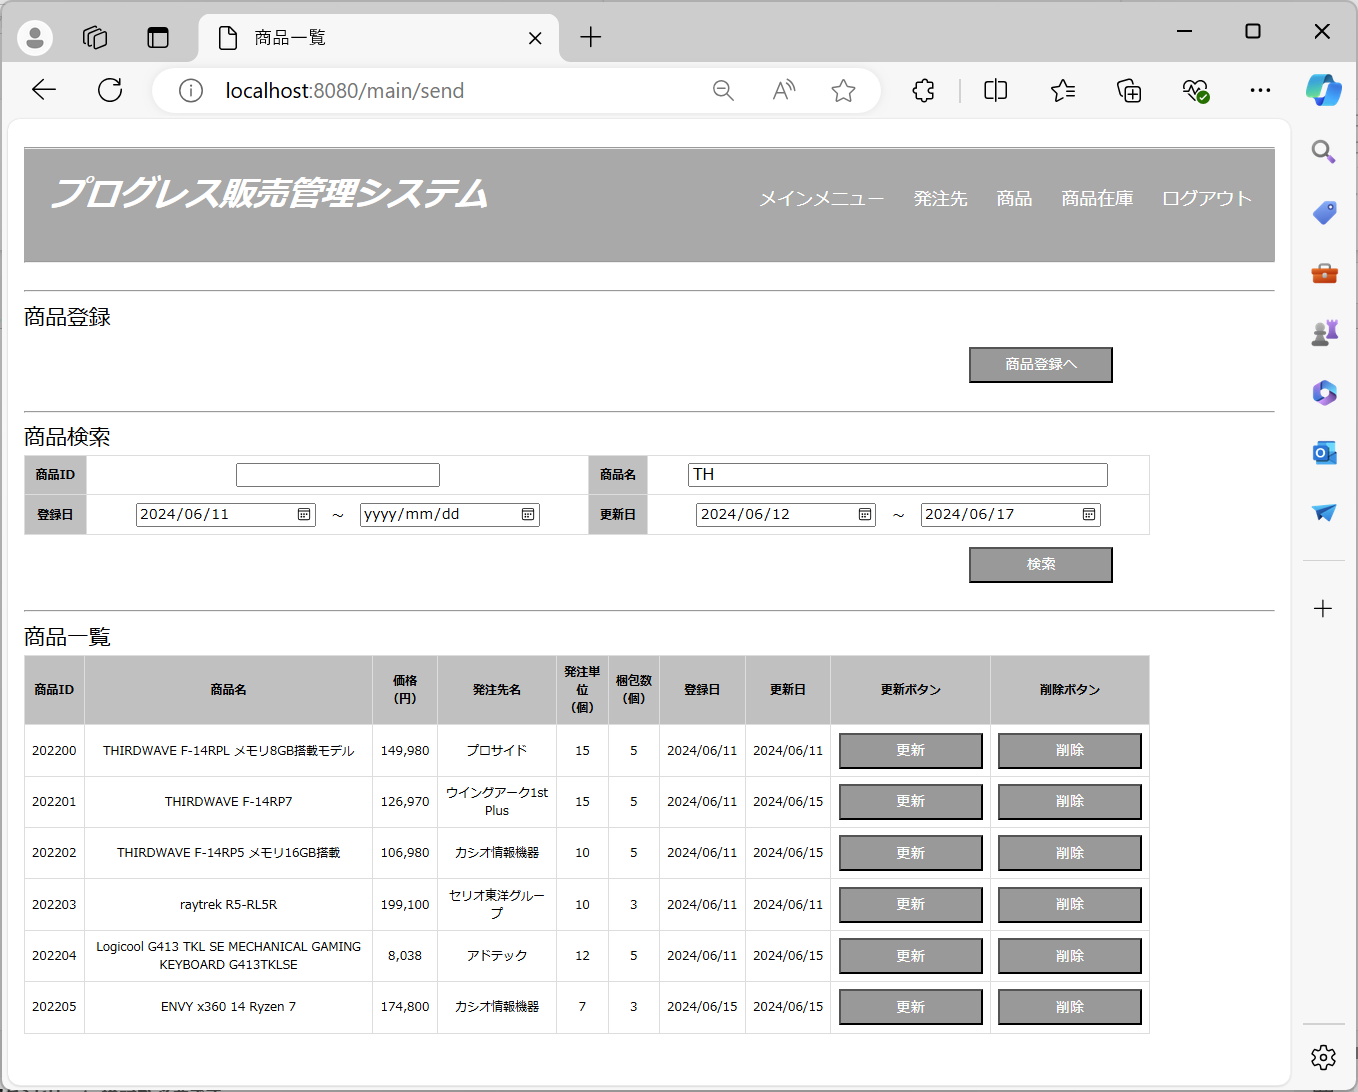 商品一覧
localhost:8080/main/send
プログレス販売管理システム
メインメニュー 発注先 商品 商品在庫 ログアウト
商品登録
商品登録へ
商品検索
商品ID 商品名 TH
登録日 2024/06/11 ～ yyyy/mm/dd 更新日 2024/06/12 ～ 2024/06/17
検索
商品一覧
商品ID 商品名 価格（円） 発注先名 発注単位（個） 梱包数（個） 登録日 更新日 更新ボタン 削除ボタン
202200 THIRDWAVE F-14RPL メモリ8GB搭載モデル 149,980 プロサイド 15 5 2024/06/11 2024/06/11 更新 削除
202201 THIRDWAVE F-14RP7 126,970 ウイングアーク1st Plus 15 5 2024/06/11 2024/06/15 更新 削除
202202 THIRDWAVE F-14RP5 メモリ16GB搭載 106,980 カシオ情報機器 10 5 2024/06/11 2024/06/15 更新 削除
202203 raytrek R5-RL5R 199,100 セリオ東洋グループ 10 3 2024/06/11 2024/06/11 更新 削除
202204 Logicool G413 TKL SE MECHANICAL GAMING KEYBOARD G413TKLSE 8,038 アドテック 12 5 2024/06/11 2024/06/15 更新 削除
202205 ENVY x360 14 Ryzen 7 174,800 カシオ情報機器 7 3 2024/06/15 2024/06/15 更新 削除